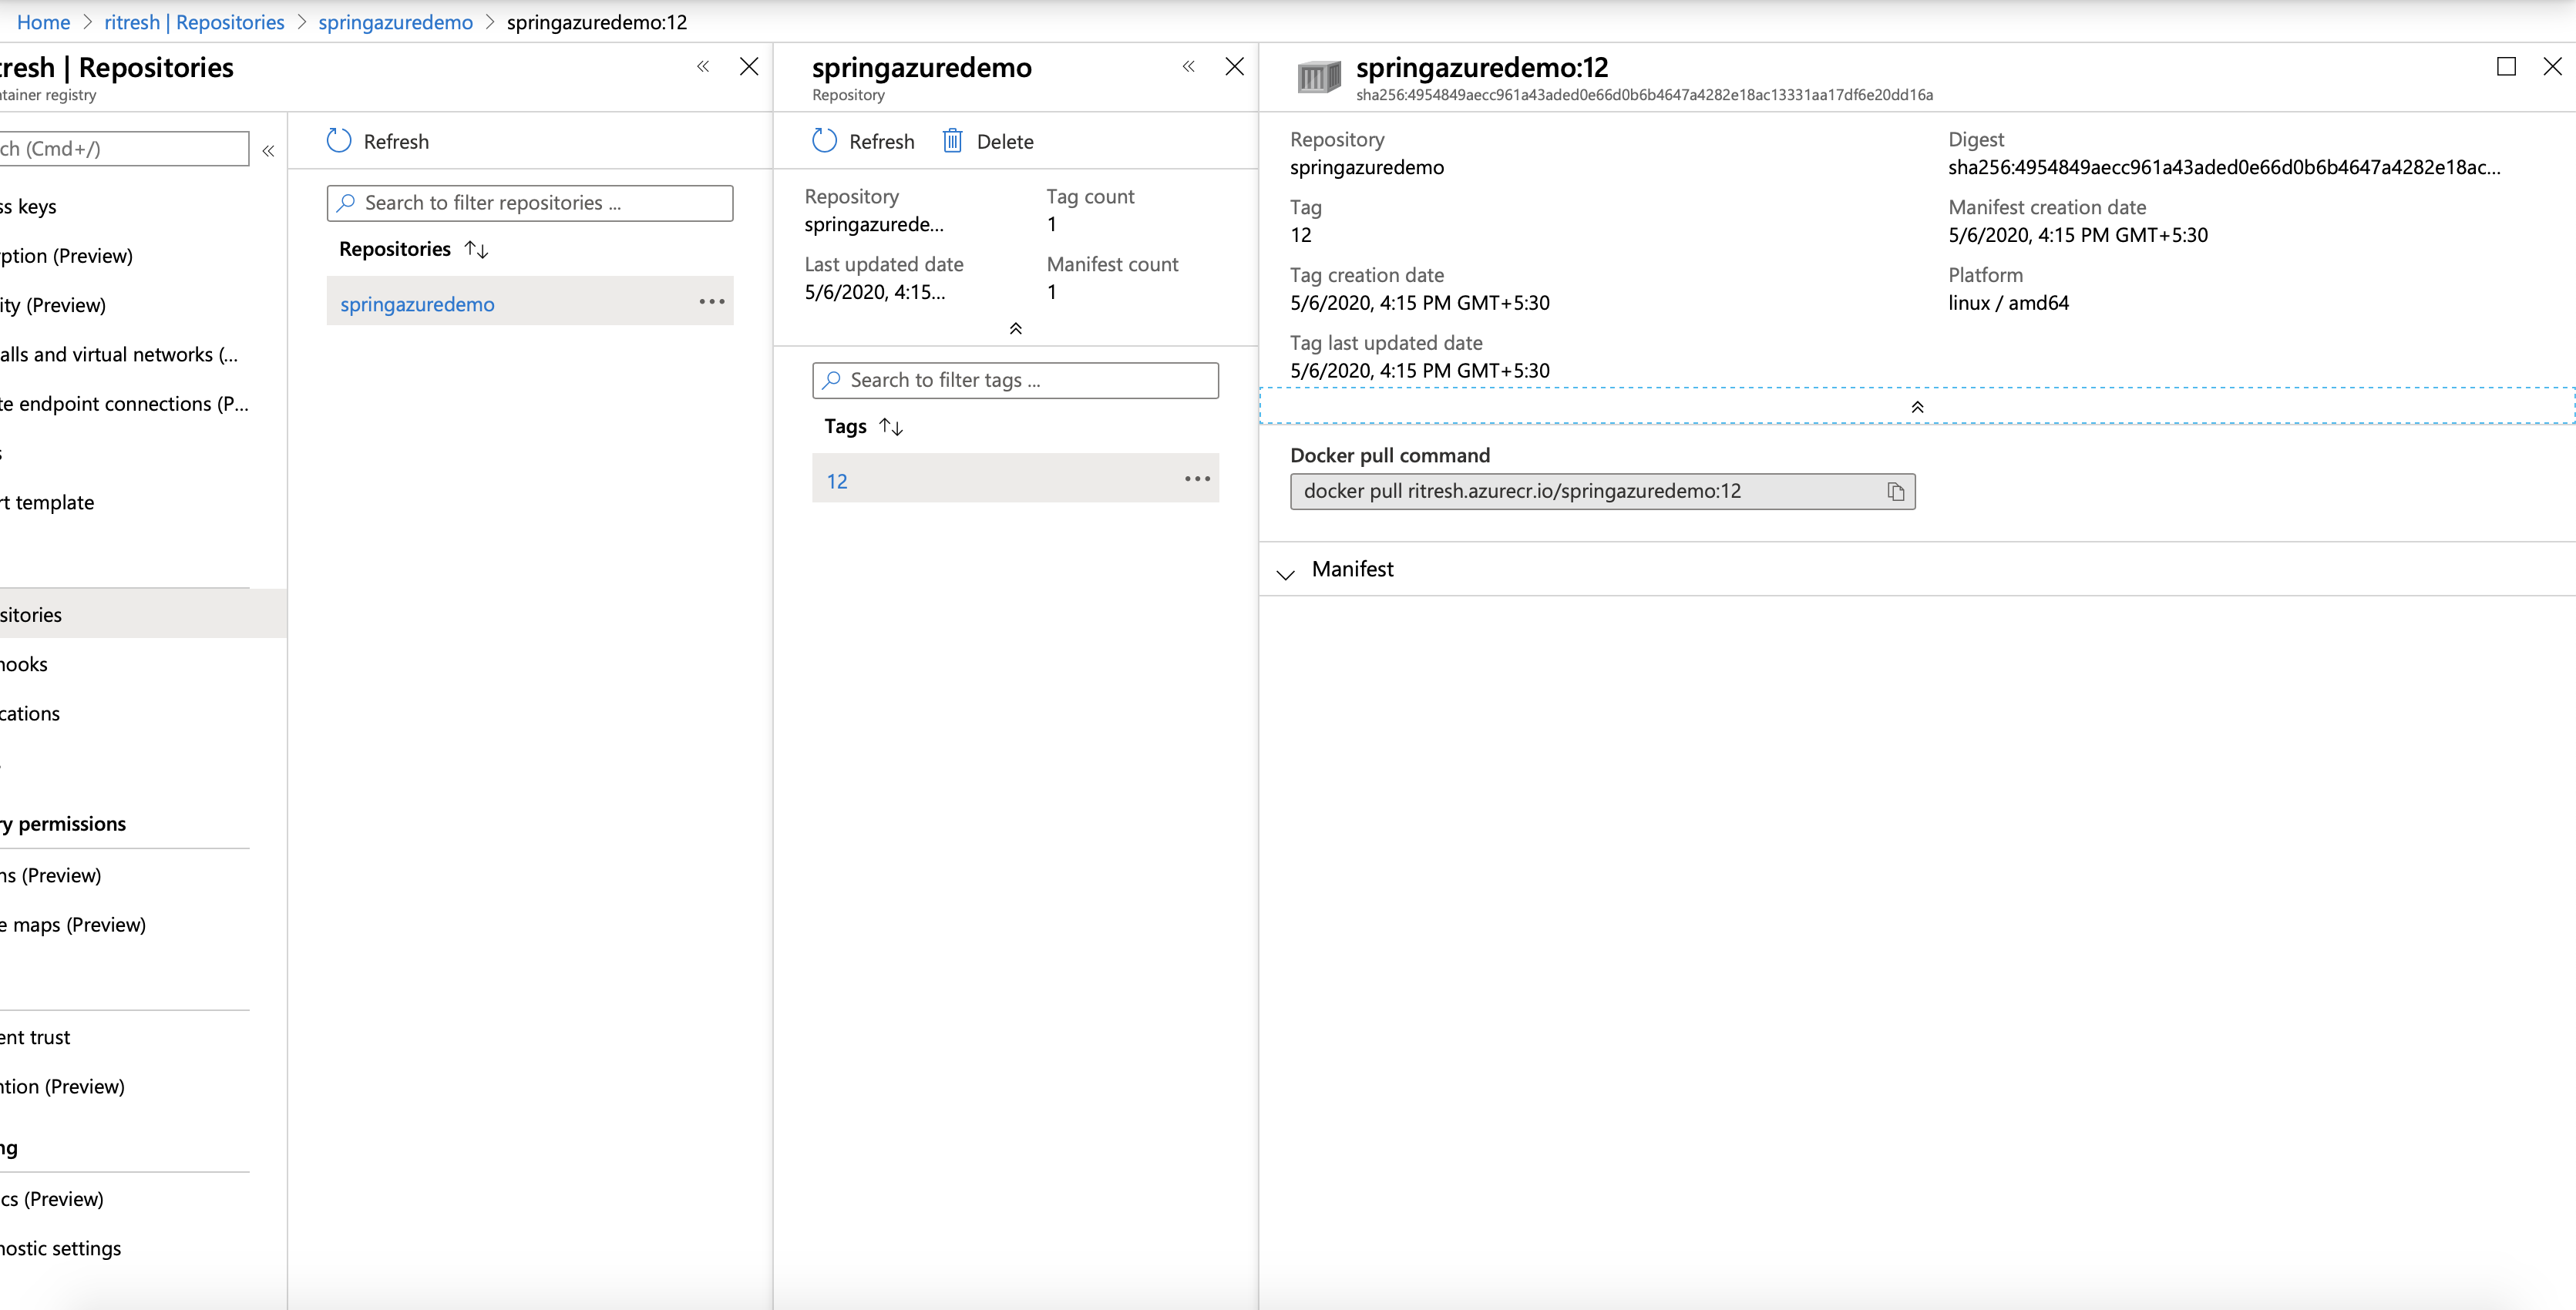 Home > ritresh | Repositories > springazuredemo > springazuredemo:12
resh | Repositories
tainer registry
ch (Cmd+/)
ss keys
ption (Preview)
ity (Preview)
alls and virtual networks (...
te endpoint connections (P...
s
rt template
sitories
hooks
cations
ry permissions
ns (Preview)
e maps (Preview)
ent trust
ntion (Preview)
ng
cs (Preview)
nostic settings
Refresh
Search to filter repositories ...
Repositories
springazuredemo
springazuredemo
Repository
Refresh Delete
Repository Tag count
springazurede... 1
Last updated date Manifest count
5/6/2020, 4:15... 1
Search to filter tags ...
Tags
12
springazuredemo:12
sha256:4954849aecc961a43aded0e66d0b6b4647a4282e18ac13331aa17df6e20dd16a
Repository Digest
springazuredemo sha256:4954849aecc961a43aded0e66d0b6b4647a4282e18ac...
Tag Manifest creation date
12 5/6/2020, 4:15 PM GMT+5:30
Tag creation date Platform
5/6/2020, 4:15 PM GMT+5:30 linux / amd64
Tag last updated date
5/6/2020, 4:15 PM GMT+5:30
Docker pull command
docker pull ritresh.azurecr.io/springazuredemo:12
Manifest